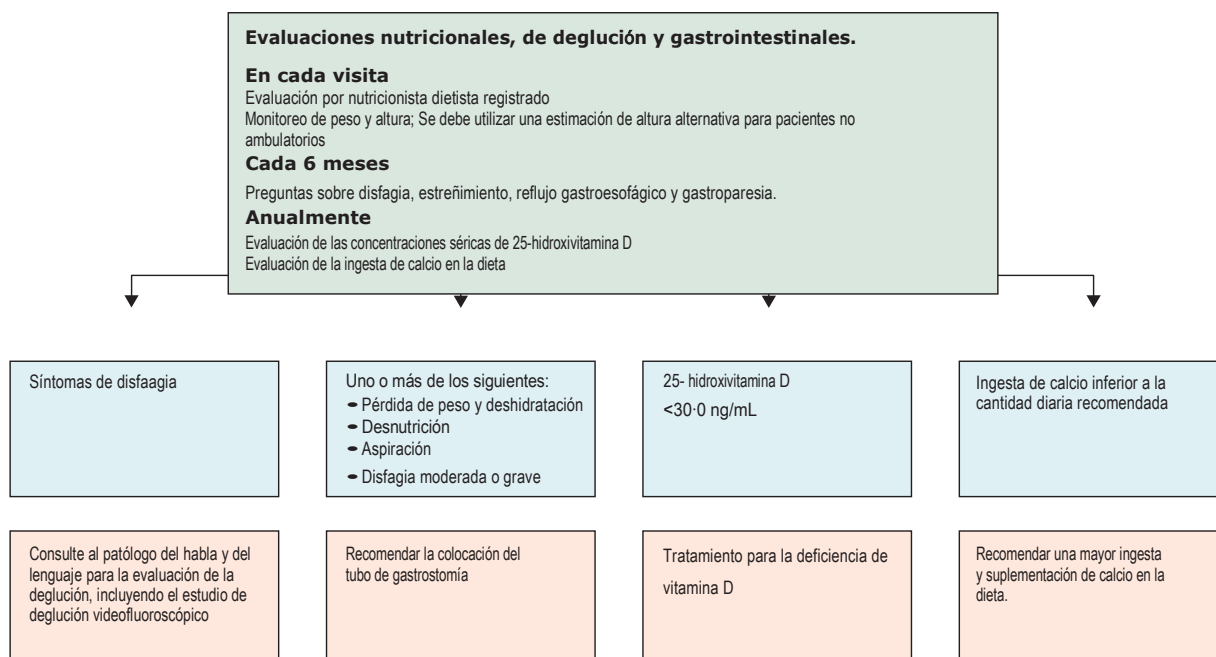 Evaluaciones nutricionales, de deglución y gastrointestinales.
En cada visita
Evaluación por nutricionista dietista registrado
Monitoreo de peso y altura; Se debe utilizar una estimación de altura alternativa para pacientes no
ambulatorios
Cada 6 meses
Preguntas sobre disfagia, estreñimiento, reflujo gastroesofágico y gastroparesia.
Anualmente
Evaluación de las concentraciones séricas de 25-hidroxivitamina D
Evaluación de la ingesta de calcio en la dieta
Síntomas de disfaagia
Uno o más de los siguientes:
• Pérdida de peso y deshidratación
• Desnutrición
• Aspiración
• Disfagia moderada o grave
25- hidroxivitamina D
<30·0 ng/mL
Ingesta de calcio inferior a la
cantidad diaria recomendada
Consulte al patólogo del habla y del
lenguaje para la evaluación de la
deglución, incluyendo el estudio de
deglución videofluoroscópico
Recomendar la colocación del
tubo de gastrostomía
Tratamiento para la deficiencia de
vitamina D
Recomendar una mayor ingesta
y suplementación de calcio en la
dieta.